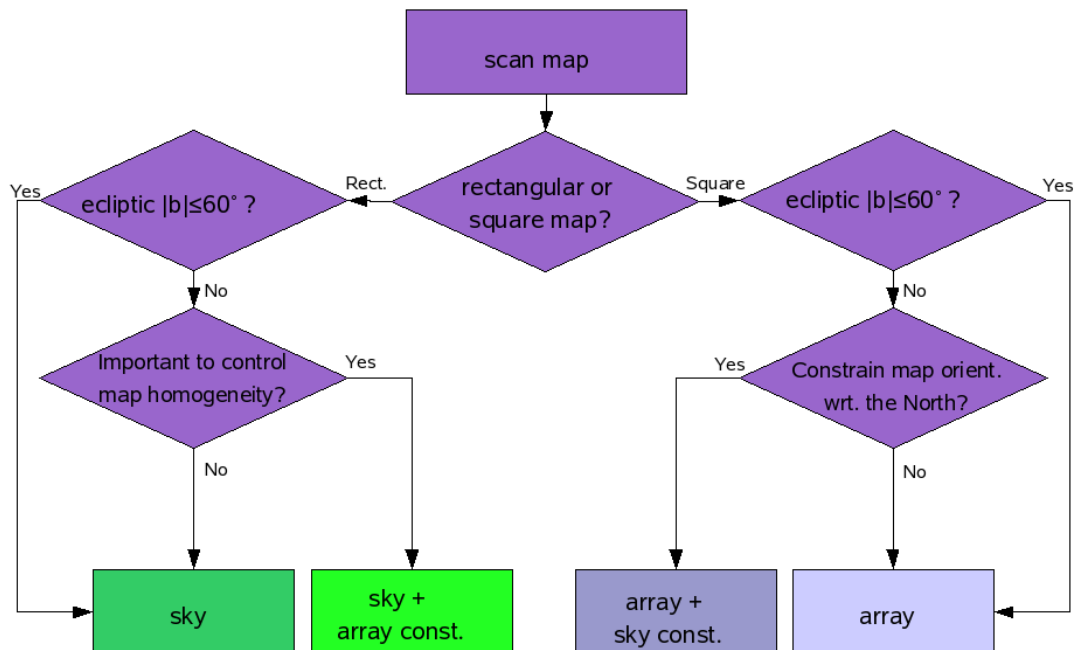 scan map
Yes
ecliptic |b|≤60° ?
Rect.
rectangular or
square map?
Square
ecliptic |b|≤60° ?
Yes
No
No
Important to control
map homogeneity?
Yes
Yes
Constrain map orient.
wrt. the North?
No
No
sky
sky +
array const.
array +
sky const.
array